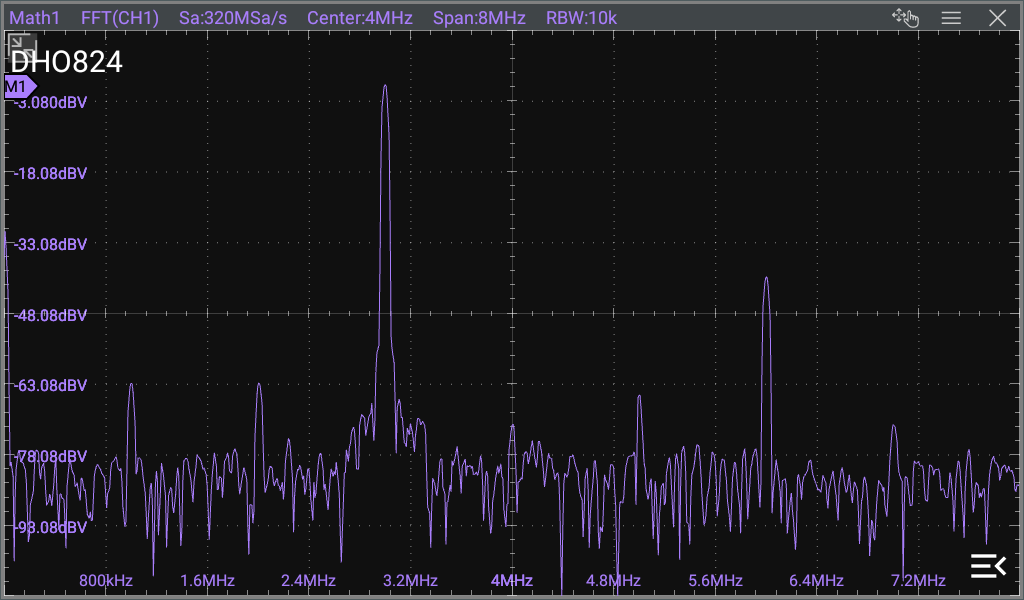 Math1 FFT(CH1) Sa:320MSa/s Center:4MHz Span:8MHz RBW:10k
DHO824
M1
-3.080dBV
-18.08dBV
-33.08dBV
-48.08dBV
-63.08dBV
-78.08dBV
-93.08dBV
800kHz 1.6MHz 2.4MHz 3.2MHz 4MHz 4.8MHz 5.6MHz 6.4MHz 7.2MHz